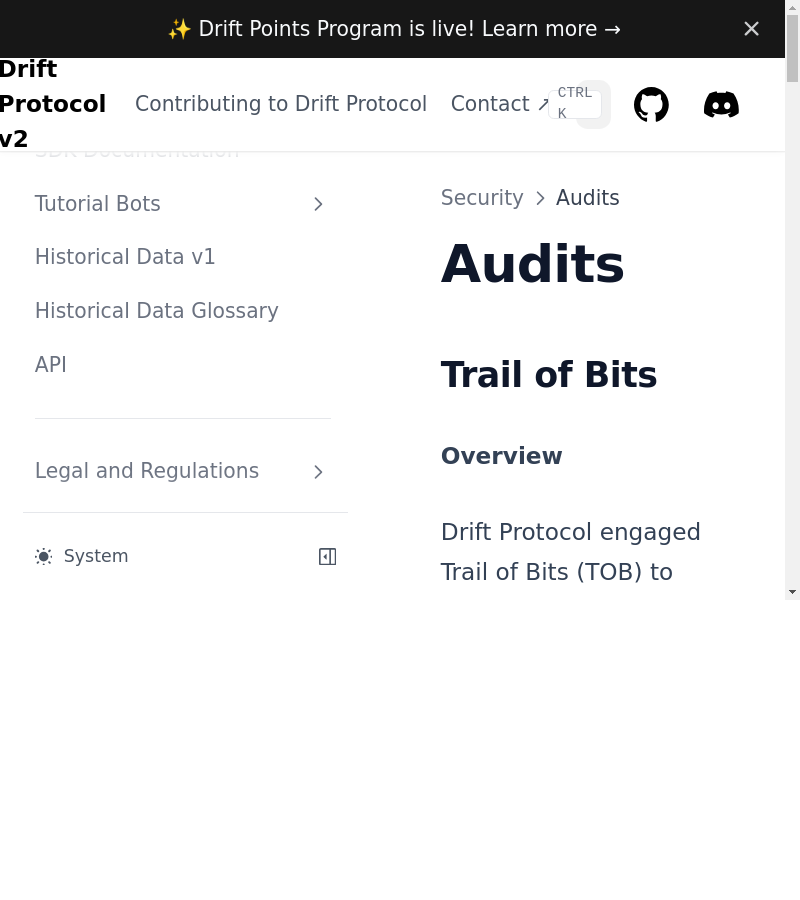 ✨ Drift Points Program is live! Learn more →
Drift
Protocol
v2
Contributing to Drift Protocol
Contact ↗
CTRL
K
SDK Documentation
Tutorial Bots
Historical Data v1
Historical Data Glossary
API
Legal and Regulations
System
Security > Audits
Audits
Trail of Bits
Overview
Drift Protocol engaged
Trail of Bits (TOB) to